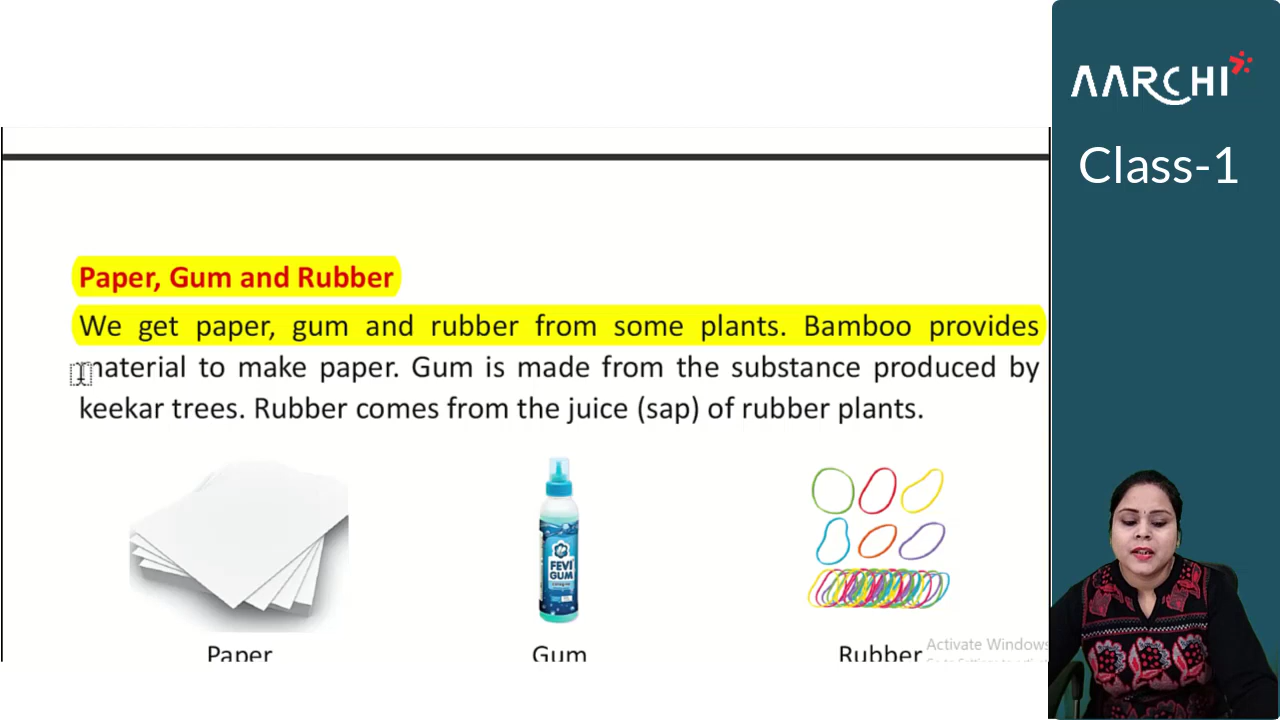 AARCHI
Class-1
Paper, Gum and Rubber
We get paper, gum and rubber from some plants. Bamboo provides
material to make paper. Gum is made from the substance produced by
keekar trees. Rubber comes from the juice (sap) of rubber plants.
FEVI
GUM
Paper
Gum
Rubber
Activate Windows